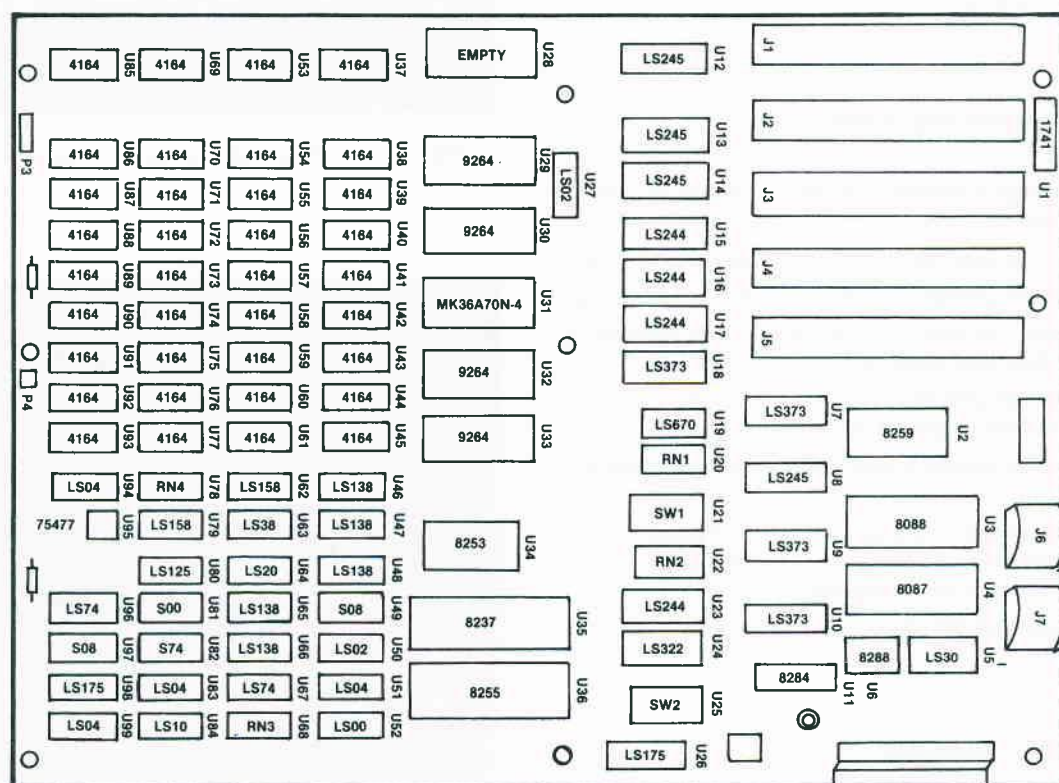 4164 U85 4164 U69 4164 U53 4164 U37 EMPTY U28 LS245 U12 J1
P3 1741 U1
4164 U86 4164 U70 4164 U54 4164 U38 9264 U29 LS02 U27 LS245 U13 J2
4164 U87 4164 U71 4164 U55 4164 U39 LS245 U14 J3
4164 U88 4164 U72 4164 U56 4164 U40 9264 U30 LS244 U15
4164 U89 4164 U73 4164 U57 4164 U41 LS244 U16 J4
4164 U90 4164 U74 4164 U58 4164 U42 MK36A70N-4 U31 LS244 U17 J5
4164 U91 4164 U75 4164 U59 4164 U43 9264 U32 LS373 U18
P4
4164 U92 4164 U76 4164 U60 4164 U44 LS373 U7
4164 U93 4164 U77 4164 U61 4164 U45 9264 U33 LS670 U19 8259 U2
RN1 U20
LS04 U94 RN4 U78 LS158 U62 LS138 U46 LS245 U8
75477 U95 LS158 U79 LS38 U63 LS138 U47 8253 U34 SW1 U21 8088 U3 J6
LS373 U9
LS125 U80 LS20 U64 LS138 U48 RN2 U22 8087 U4
LS74 U96 S00 U81 LS138 U65 S08 U49 8237 U35 LS244 U23 LS373 U10 J7
S08 U97 S74 U82 LS138 U66 LS02 U50 LS322 U24 8288 U6 LS30 U5
LS175 U98 LS04 U83 LS74 U67 LS04 U51 8255 U36 8284 U11
LS04 U99 LS10 U84 RN3 U68 LS00 U52 SW2 U25
LS175 U26